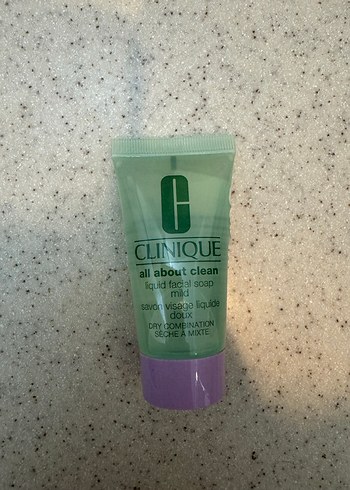 C
CLINIQUE
all about clean
liquid facial soap
mild
savon visage liquide
doux
DRY COMBINATION
SÈCHE À MIXTE